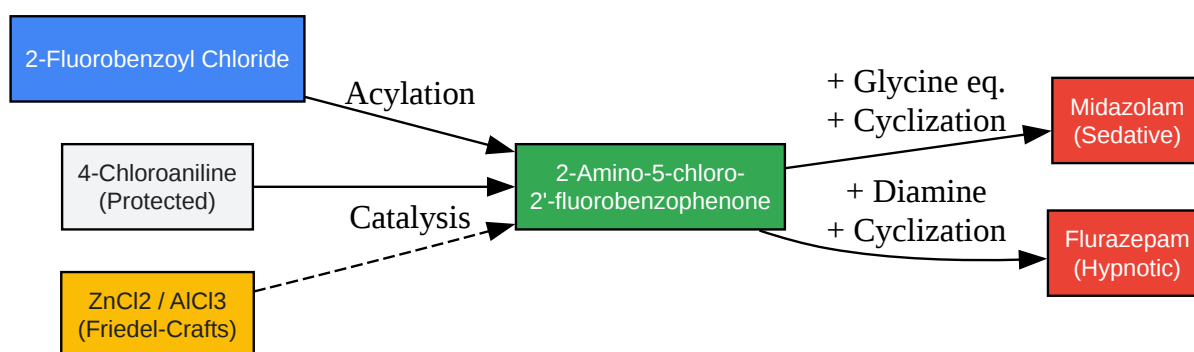 2-Fluorobenzoyl Chloride
Acylation
4-Chloroaniline
(Protected)
Catalysis
ZnCl2 / AlCl3
(Friedel-Crafts)
2-Amino-5-chloro-
2'-fluorobenzophenone
+ Glycine eq.
+ Cyclization
+ Diamine
+ Cyclization
Midazolam
(Sedative)
Flurazepam
(Hypnotic)